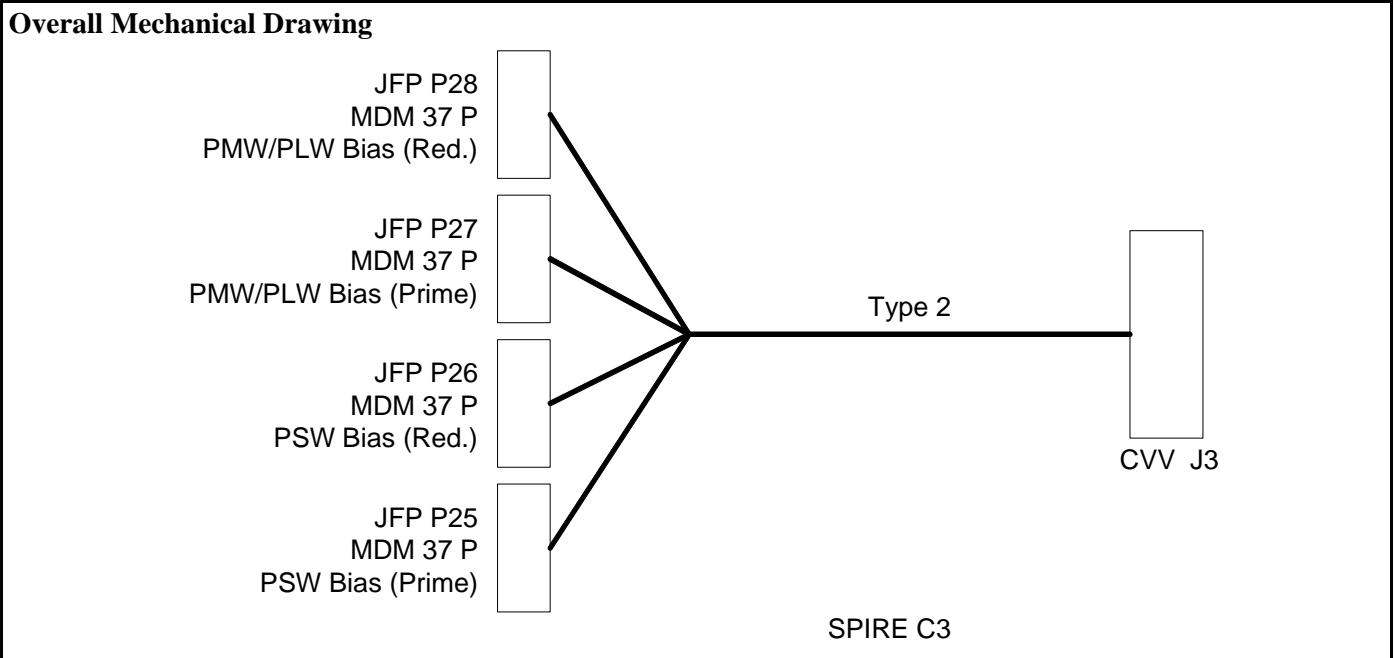 Overall Mechanical Drawing
JFP P28
MDM 37 P
PMW/PLW Bias (Red.)
JFP P27
MDM 37 P
PMW/PLW Bias (Prime)
Type 2
JFP P26
MDM 37 P
PSW Bias (Red.)
CVV J3
JFP P25
MDM 37 P
PSW Bias (Prime)
SPIRE C3